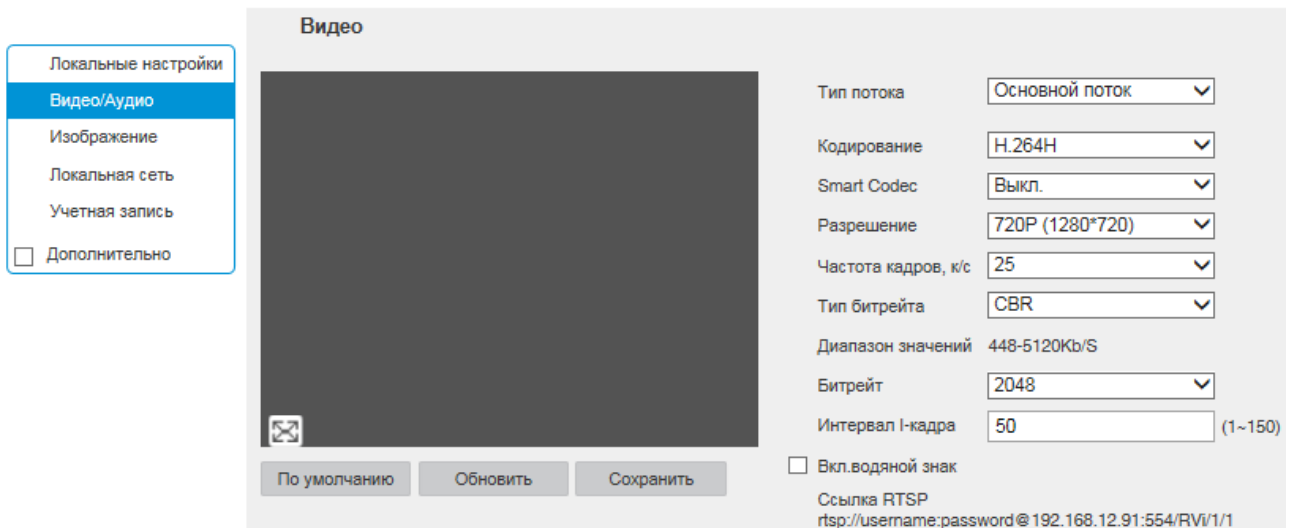 Видео
Локальные настройки
Видео/Аудио
Изображение
Локальная сеть
Учетная запись
Дополнительно
Тип потока Основной поток
Кодирование H.264H
Smart Codec Выкл.
Разрешение 720P (1280*720)
Частота кадров, к/с 25
Тип битрейта CBR
Диапазон значений 448-5120Kb/S
Битрейт 2048
Интервал I-кадра 50 (1~150)
Вкл.водяной знак
По умолчанию Обновить Сохранить
Ссылка RTSP
rtsp://username:password@192.168.12.91:554/RVi/1/1